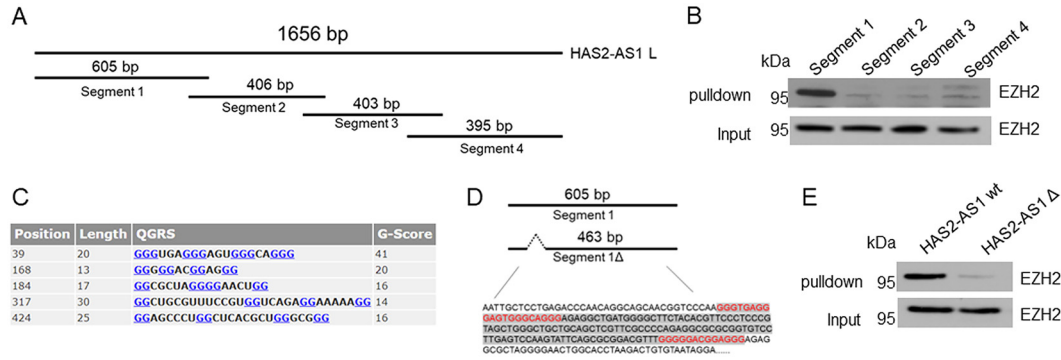 A
1656 bp
HAS2-AS1 L
605 bp
Segment 1
406 bp
Segment 2
403 bp
Segment 3
395 bp
Segment 4
B
Segment 1
Segment 2
Segment 3
Segment 4
kDa
pulldown 95 EZH2
Input 95 EZH2
C
Position Length QGRS G-Score
39 20 GGGUGAGGGAGUGGGCAGGG 41
168 13 GGGGGACGGAGGG 20
184 17 GGCGCUAGGGGAACUGG 16
317 30 GGCUGCGUUUCCGUGGUCAGAGGAAAAAGG 14
424 25 GGAGCCCUGGCUCACGCUGGGCGGG 16
D
605 bp
Segment 1
463 bp
Segment 1Δ
AATTGCTCCTGAGACCCAACAGGCAGCAACGGTCCCAAGGGTGAGG
GAGTGGGCAGGGAGAGGCTGATGGGGCTTCTACACGTTCCCTCCCG
TAGCTGGGCTGCTGCAGCTCGTTCGCCCCAGAGGCGCGCGGTGTCC
TTGAGTCCAAGTATTCAGCGCGGACGTTTGGGGGACGGAGGGAGAG
GCGCTAGGGGAACTGGCACCTAAGACTGTGTAATAGGA......
E
HAS2-AS1 wt
HAS2-AS1 Δ
kDa
pulldown 95 EZH2
Input 95 EZH2